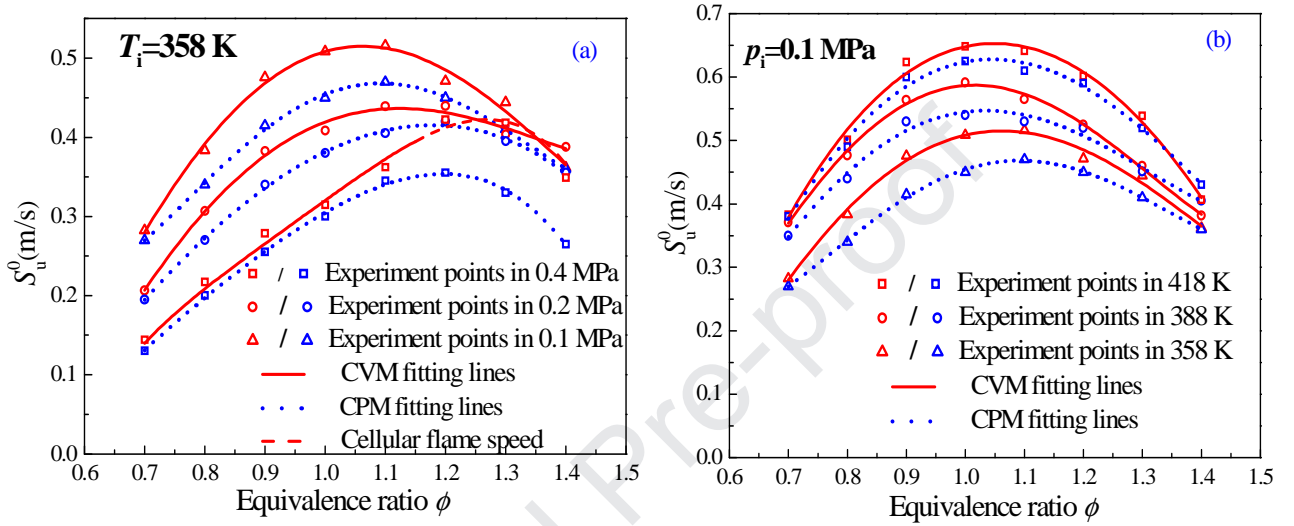 T_i=358 K
(a)
0.5
0.4
0.3
0.2
0.1
0.0
S_u^0(m/s)
□ / □ Experiment points in 0.4 MPa
○ / ○ Experiment points in 0.2 MPa
△ / △ Experiment points in 0.1 MPa
CVM fitting lines
CPM fitting lines
Cellular flame speed
0.6 0.7 0.8 0.9 1.0 1.1 1.2 1.3 1.4 1.5
Equivalence ratio ϕ
p_i=0.1 MPa
(b)
0.7
0.6
0.5
0.4
0.3
0.2
0.1
0.0
S_u^0(m/s)
□ / □ Experiment points in 418 K
○ / ○ Experiment points in 388 K
△ / △ Experiment points in 358 K
CVM fitting lines
CPM fitting lines
0.6 0.7 0.8 0.9 1.0 1.1 1.2 1.3 1.4 1.5
Equivalence ratio ϕ
l Pre-proof